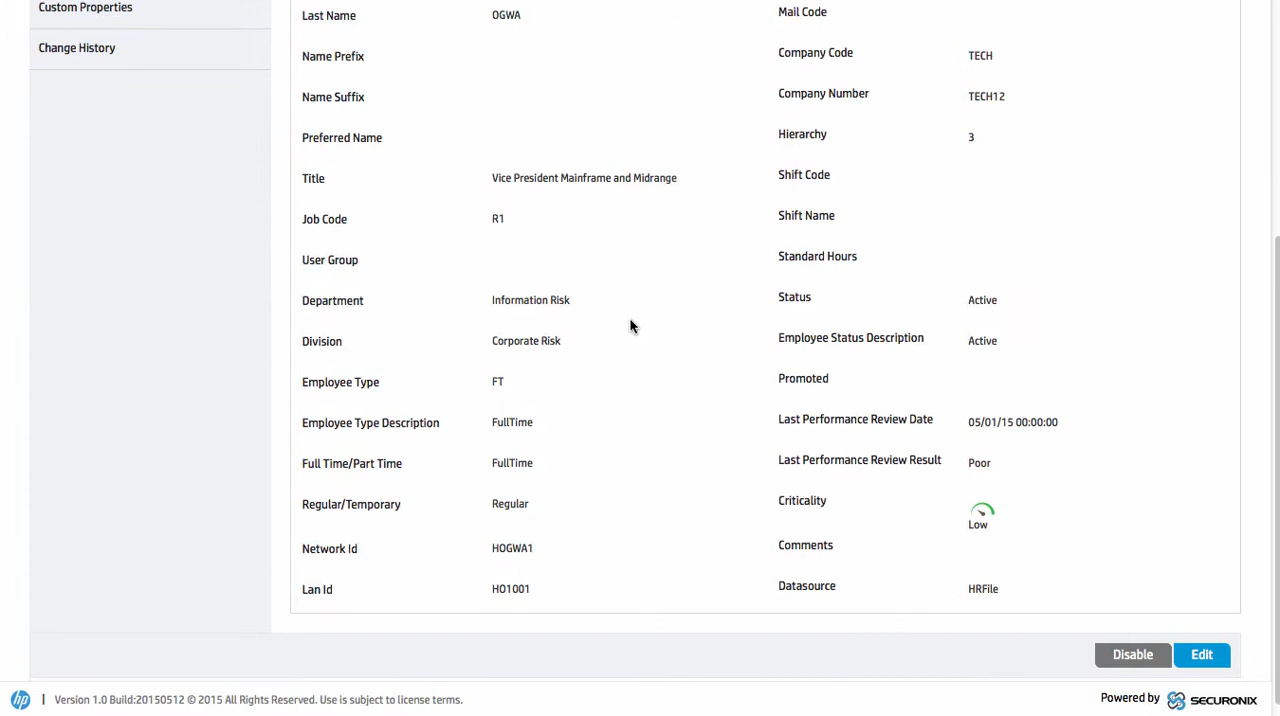 Custom Properties
Change History
Last Name OGWA
Name Prefix
Name Suffix
Preferred Name
Title Vice President Mainframe and Midrange
Job Code R1
User Group
Department Information Risk
Division Corporate Risk
Employee Type FT
Employee Type Description FullTime
Full Time/Part Time FullTime
Regular/Temporary Regular
Network Id HOGWA1
Lan Id HO1001
Mail Code
Company Code TECH
Company Number TECH12
Hierarchy 3
Shift Code
Shift Name
Standard Hours
Status Active
Employee Status Description Active
Promoted
Last Performance Review Date 05/01/15 00:00:00
Last Performance Review Result Poor
Criticality
Low
Comments
Datasource HRFile
Disable Edit
hp | Version 1.0 Build:20150512 © 2015 All Rights Reserved. Use is subject to license terms.
Powered by SECURONIX